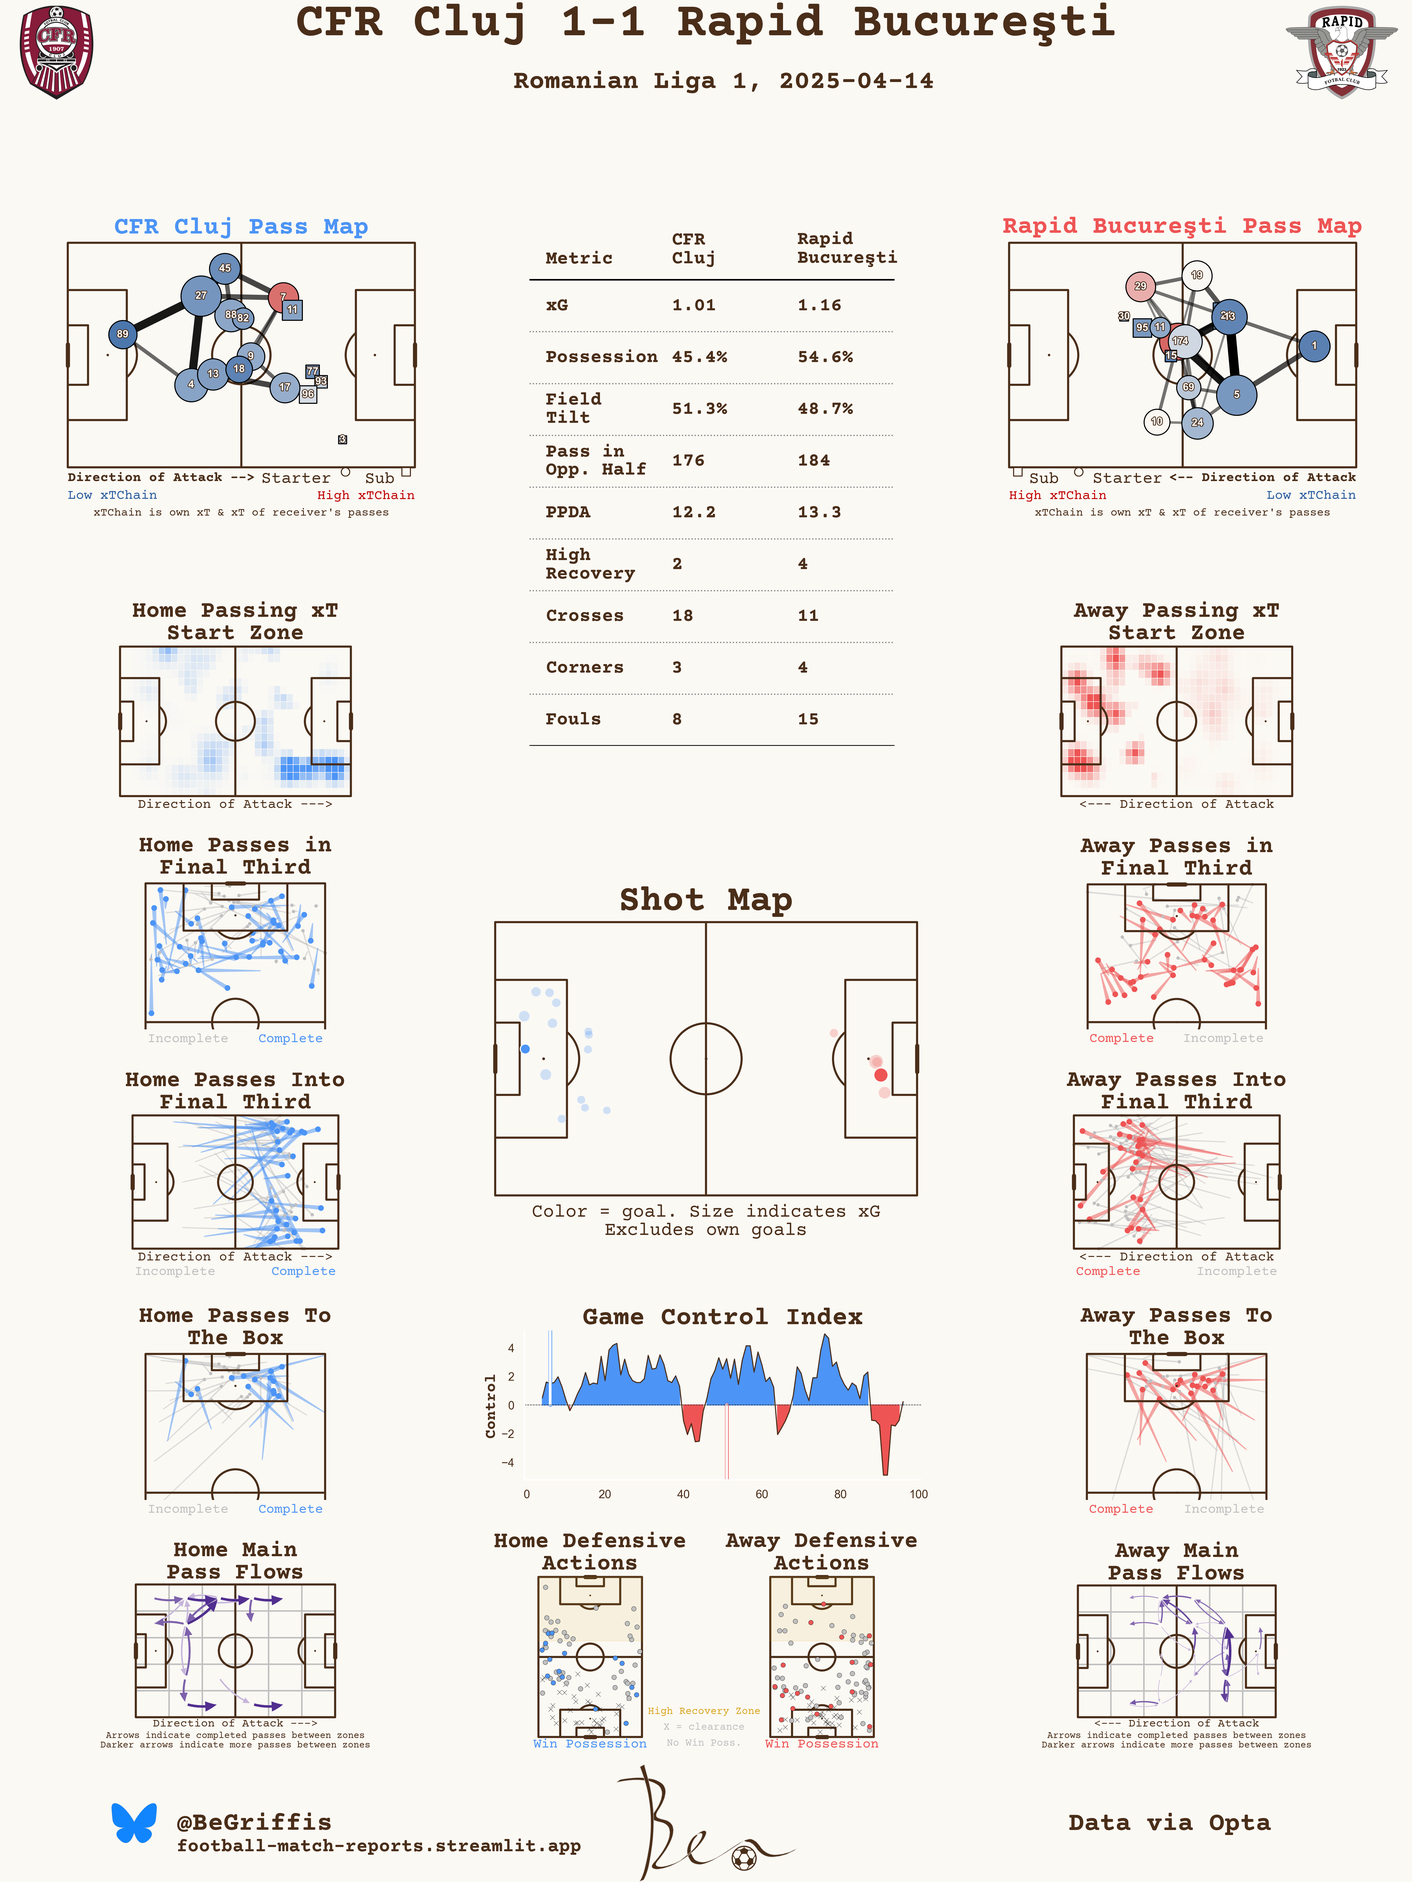 CFR Cluj 1-1 Rapid Bucureşti
Romanian Liga 1, 2025-04-14
CFR
1907
RAPID
FOTBAL CLUB
CFR Cluj Pass Map
45
27
7
11
88
82
89
9
18
13
4
17
77
93
96
3
Direction of Attack --> Starter Sub
Low xTChain High xTChain
xTChain is own xT & xT of receiver's passes
Metric CFR Cluj Rapid Bucureşti
xG 1.01 1.16
Possession 45.4% 54.6%
Field Tilt 51.3% 48.7%
Pass in Opp. Half 176 184
PPDA 12.2 13.3
High Recovery 2 4
Crosses 18 11
Corners 3 4
Fouls 8 15
Rapid Bucureşti Pass Map
19
29
30
95
11
13
174
15
1
69
5
10
24
Sub Starter <-- Direction of Attack
High xTChain Low xTChain
xTChain is own xT & xT of receiver's passes
Home Passing xT
Start Zone
Direction of Attack --->
Away Passing xT
Start Zone
<--- Direction of Attack
Home Passes in
Final Third
Incomplete Complete
Away Passes in
Final Third
Complete Incomplete
Shot Map
Color = goal. Size indicates xG
Excludes own goals
Home Passes Into
Final Third
Direction of Attack --->
Incomplete Complete
Away Passes Into
Final Third
<--- Direction of Attack
Complete Incomplete
Home Passes To
The Box
Incomplete Complete
Game Control Index
Control
4
2
0
−2
−4
0 20 40 60 80 100
Away Passes To
The Box
Complete Incomplete
Home Main
Pass Flows
Direction of Attack --->
Arrows indicate completed passes between zones
Darker arrows indicate more passes between zones
Home Defensive
Actions
Win Possession
Away Defensive
Actions
Win Possession
High Recovery Zone
X = clearance
No Win Poss.
Away Main
Pass Flows
<--- Direction of Attack
Arrows indicate completed passes between zones
Darker arrows indicate more passes between zones
@BeGriffis
football-match-reports.streamlit.app
Ben
Data via Opta